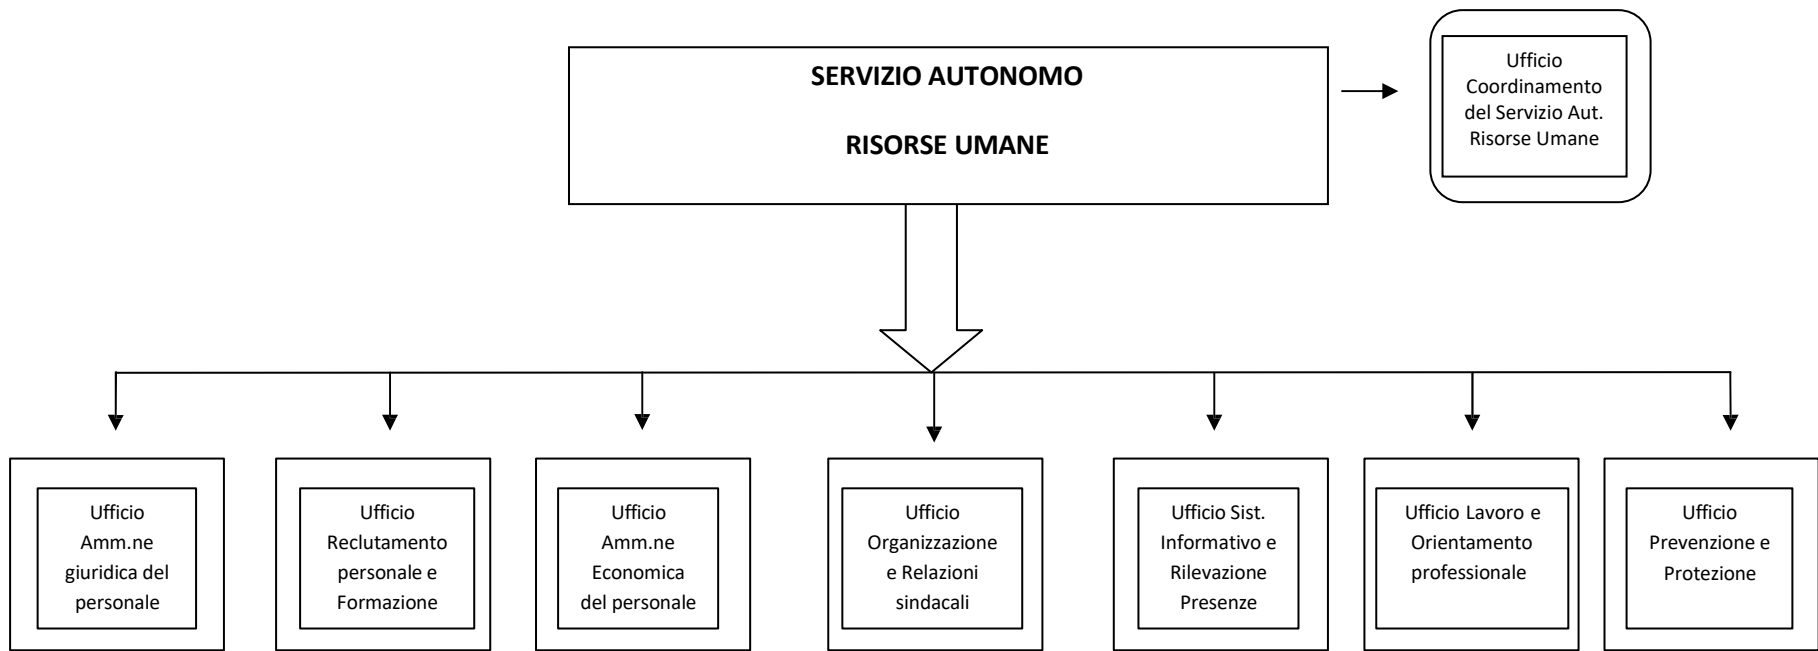 SERVIZIO AUTONOMO
RISORSE UMANE
Ufficio
Coordinamento
del Servizio Aut.
Risorse Umane
Ufficio
Amm.ne
giuridica del
personale
Ufficio
Reclutamento
personale e
Formazione
Ufficio
Amm.ne
Economica
del personale
Ufficio
Organizzazione
e Relazioni
sindacali
Ufficio Sist.
Informativo e
Rilevazione
Presenze
Ufficio Lavoro e
Orientamento
professionale
Ufficio
Prevenzione e
Protezione